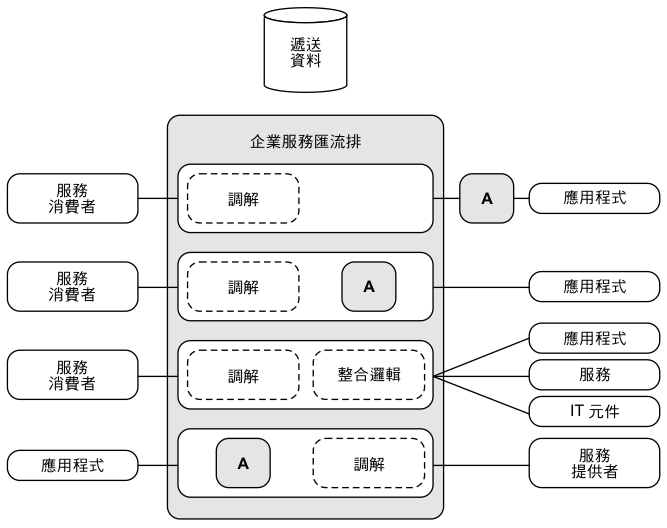 遞送
資料
企業服務匯流排
服務
消費者
調解
A
應用程式
服務
消費者
調解
A
應用程式
服務
消費者
調解
整合邏輯
應用程式
服務
IT 元件
應用程式
A
調解
服務
提供者